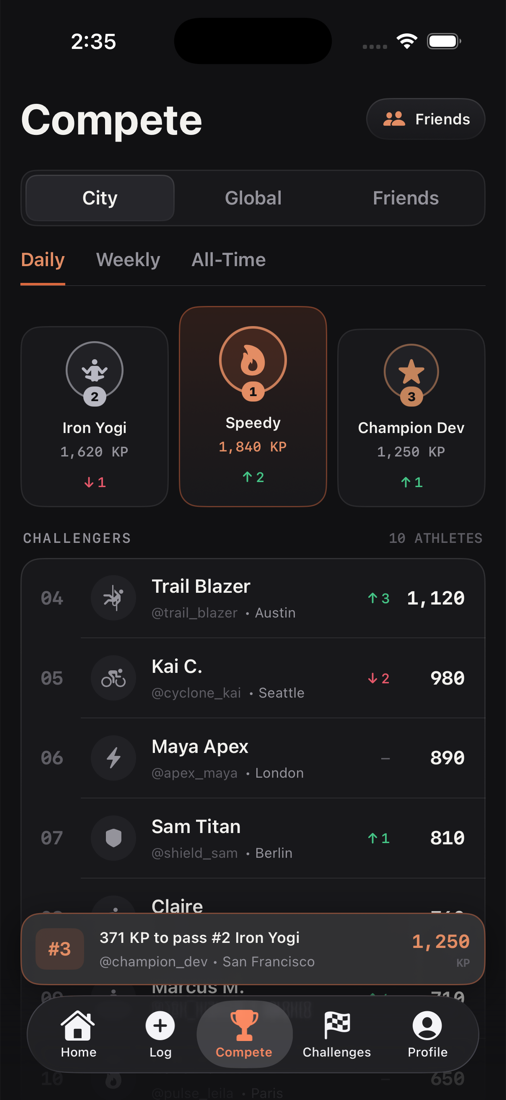 2:35
Compete
Friends
City Global Friends
Daily Weekly All-Time
2 1 3
Iron Yogi Speedy Champion Dev
1,620 KP 1,840 KP 1,250 KP
↓1 ↑2 ↑1
CHALLENGERS 10 ATHLETES
04 Trail Blazer ↑3 1,120
@trail_blazer • Austin
05 Kai C. ↓2 980
@cyclone_kai • Seattle
06 Maya Apex – 890
@apex_maya • London
07 Sam Titan ↑1 810
@shield_sam • Berlin
Claire
#3 371 KP to pass #2 Iron Yogi 1,250
@champion_dev • San Francisco KP
Marcus M. 710
Home Log Compete Challenges Profile
10 – 650
@pulse_leila • Paris